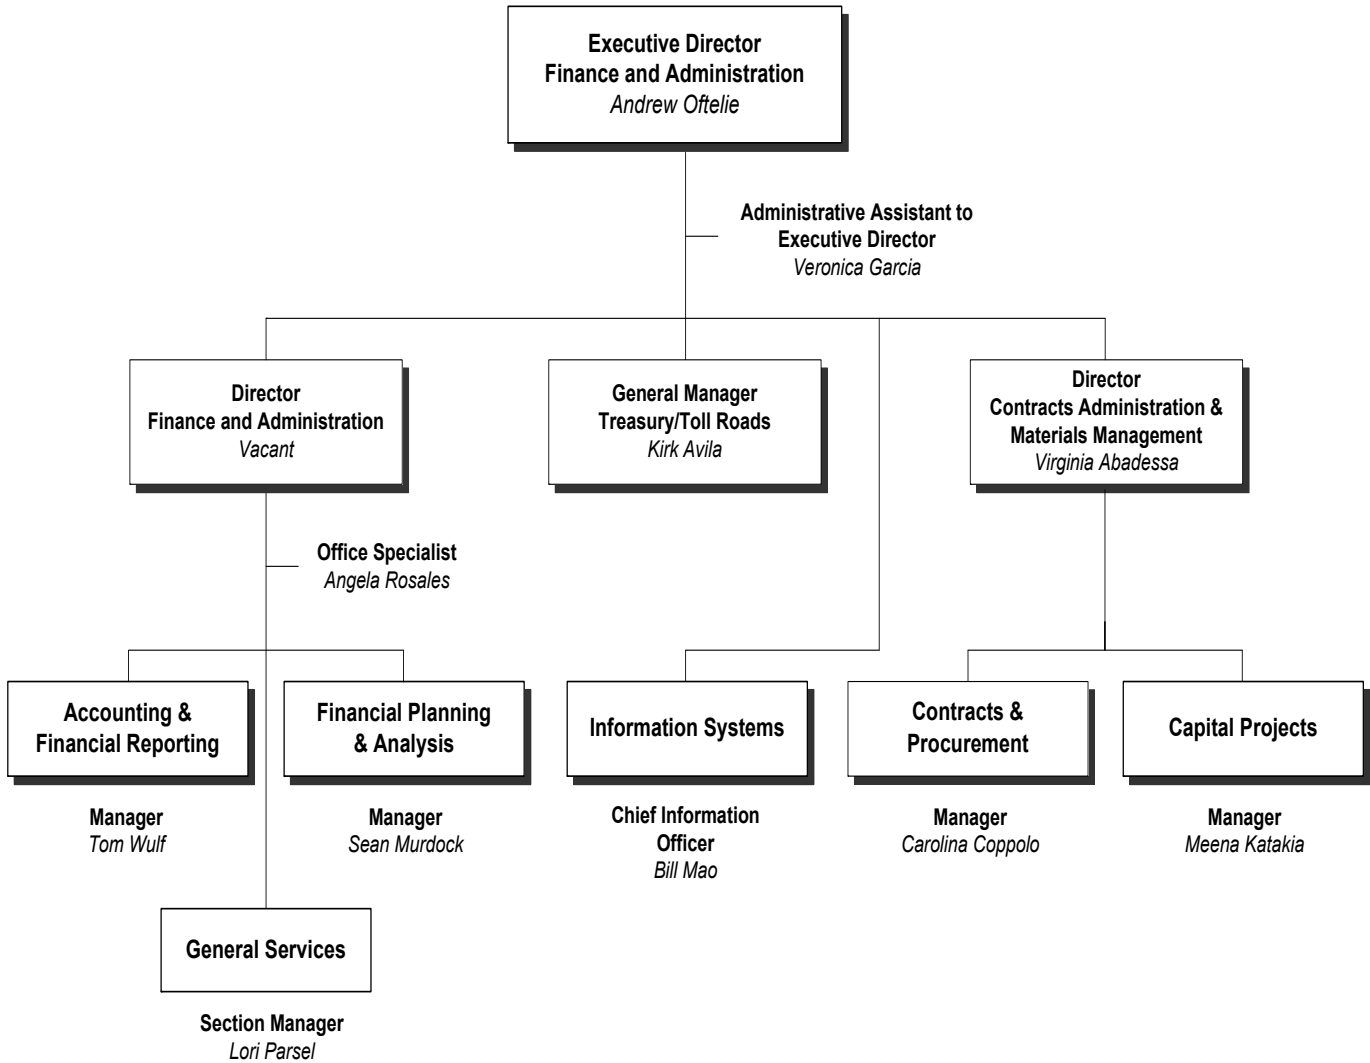 Executive Director
Finance and Administration
Andrew Oftelie
Administrative Assistant to
Executive Director
Veronica Garcia
Director
Finance and Administration
Vacant
General Manager
Treasury/Toll Roads
Kirk Avila
Director
Contracts Administration &
Materials Management
Virginia Abadessa
Office Specialist
Angela Rosales
Accounting &
Financial Reporting
Manager
Tom Wulf
Financial Planning
& Analysis
Manager
Sean Murdock
Information Systems
Chief Information
Officer
Bill Mao
Contracts &
Procurement
Manager
Carolina Coppolo
Capital Projects
Manager
Meena Katakia
General Services
Section Manager
Lori Parsel